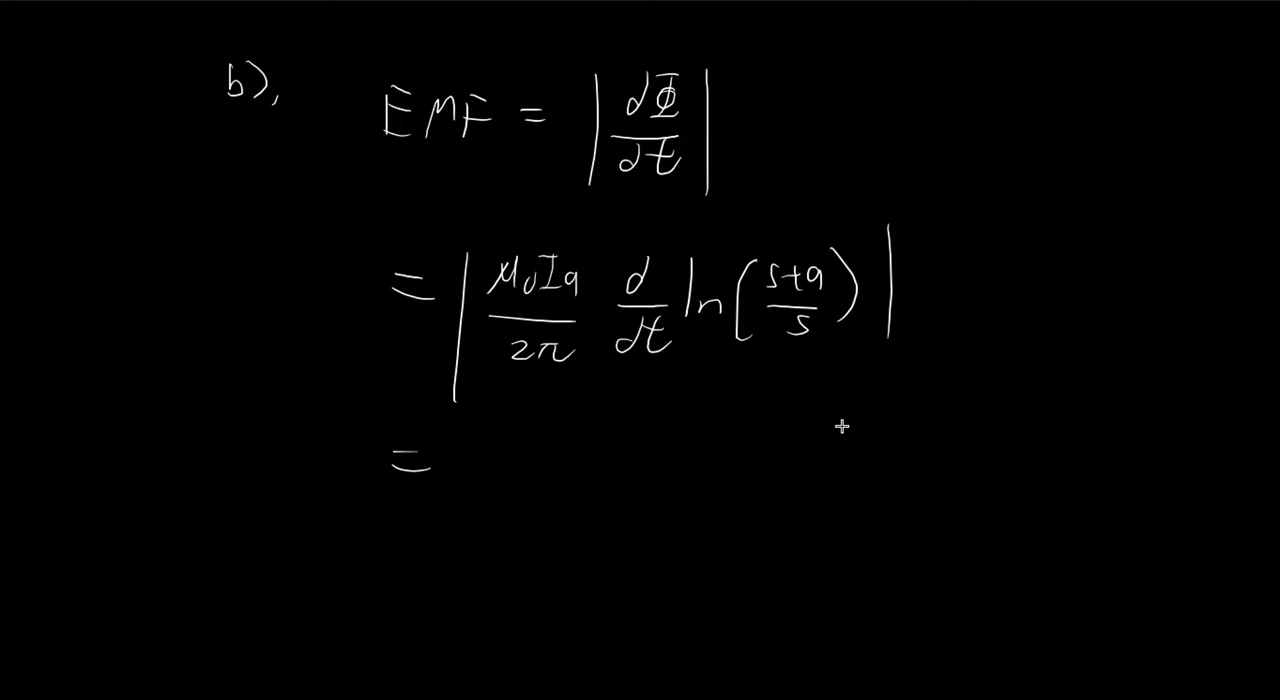 b), EMF = |dΦ/dt|
= |μ₀Ia/2π d/dt ln(s+a/s)|
=